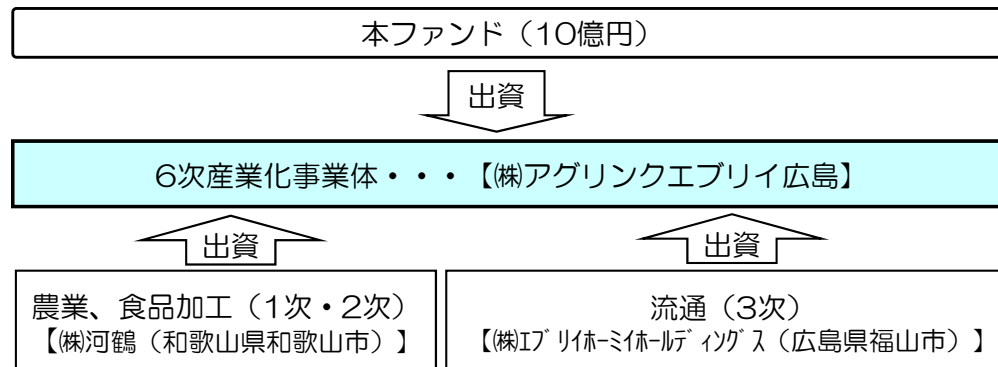 本ファンド（10億円）
出資
6次産業化事業体・・・【㈱アグリンクエブリイ広島】
出資
出資
農業、食品加工（1次・2次）
【㈱河鶴（和歌山県和歌山市）】
流通（3次）
【㈱ｴﾌﾞﾘｲﾎｰﾐｲﾎｰﾙﾃﾞｨﾝｸﾞｽ（広島県福山市）】